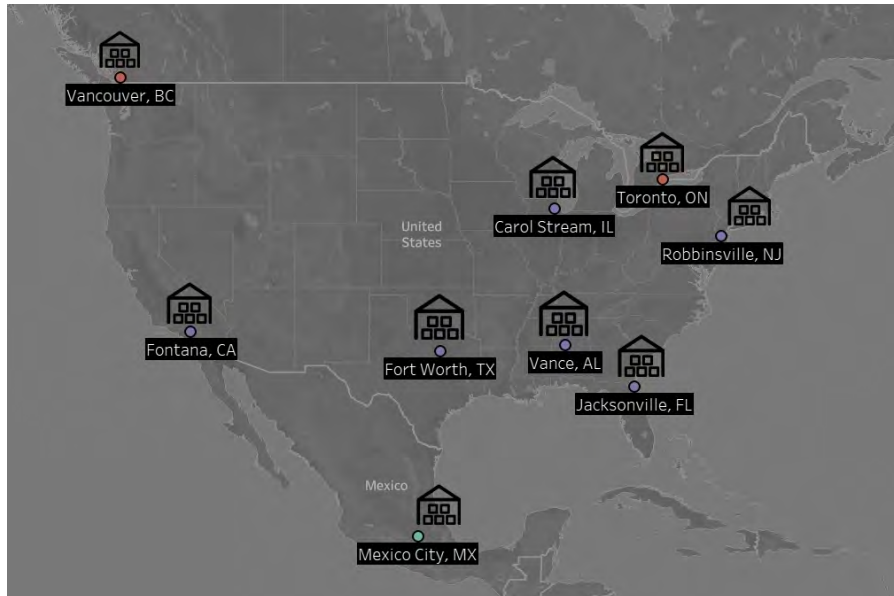 Vancouver, BC
Toronto, ON
Carol Stream, IL
United
States
Robbinsville, NJ
Fontana, CA
Fort Worth, TX
Vance, AL
Jacksonville, FL
Mexico
Mexico City, MX